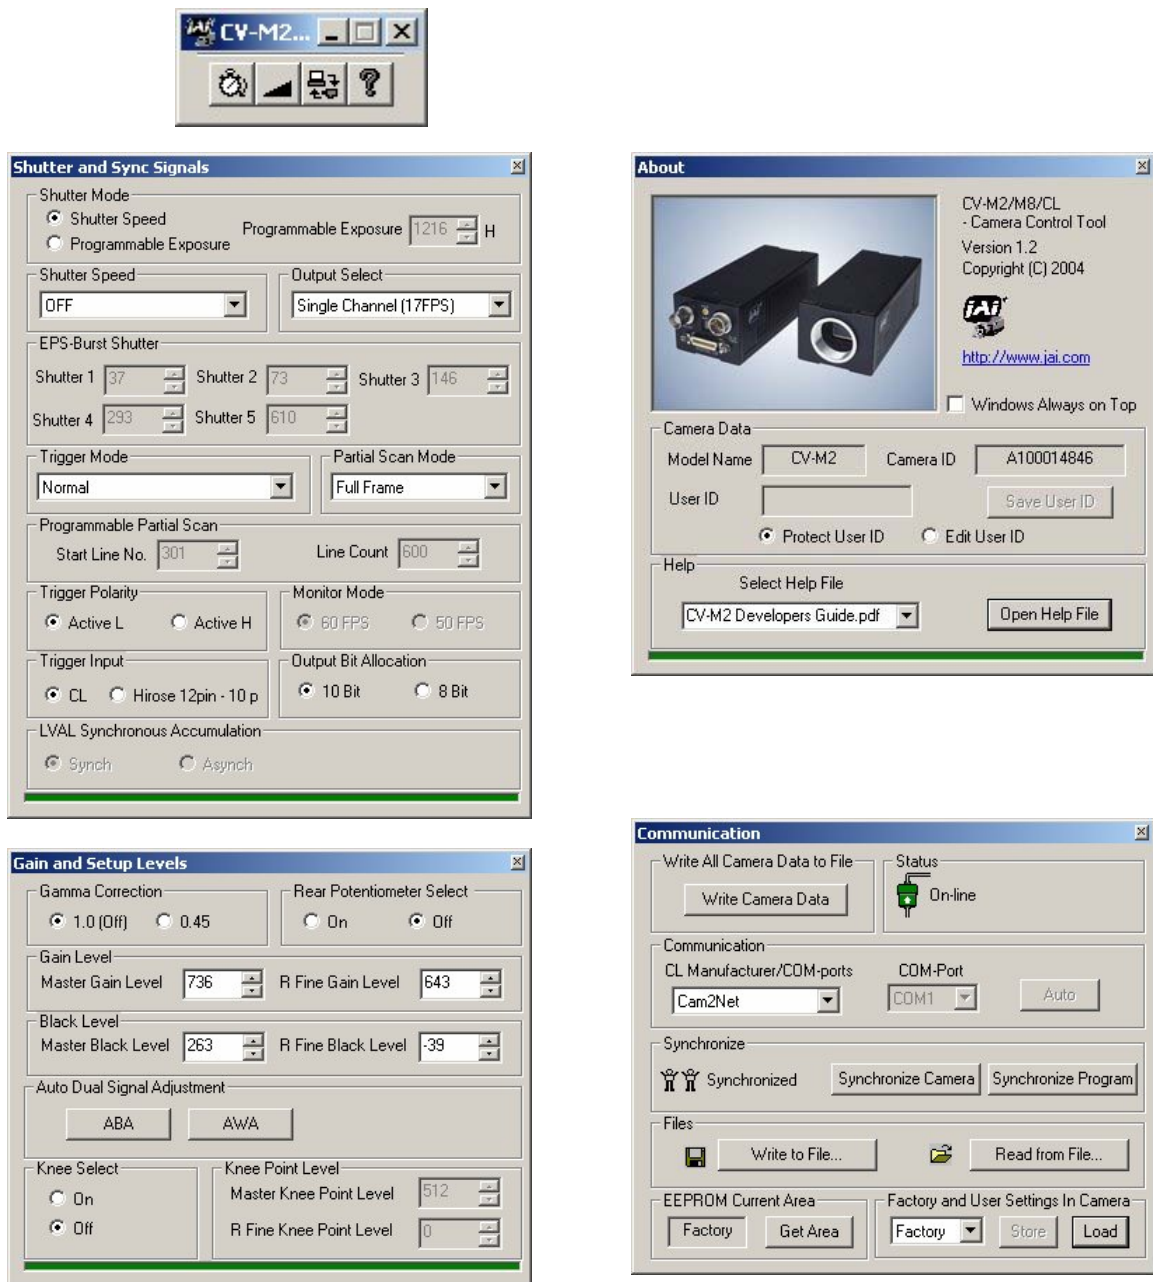 jAi CV-M2...
Shutter and Sync Signals
Shutter Mode
Shutter Speed
Programmable Exposure
Programmable Exposure 1216 H
Shutter Speed
OFF
Output Select
Single Channel (17FPS)
EPS-Burst Shutter
Shutter 1 37 Shutter 2 73 Shutter 3 146
Shutter 4 293 Shutter 5 610
Trigger Mode
Normal
Partial Scan Mode
Full Frame
Programmable Partial Scan
Start Line No. 301 Line Count 600
Trigger Polarity
Active L Active H
Monitor Mode
60 FPS 50 FPS
Trigger Input
CL Hirose 12pin - 10 p
Output Bit Allocation
10 Bit 8 Bit
LVAL Synchronous Accumulation
Synch Asynch
Gain and Setup Levels
Gamma Correction
1.0 (Off) 0.45
Rear Potentiometer Select
On Off
Gain Level
Master Gain Level 736 R Fine Gain Level 643
Black Level
Master Black Level 263 R Fine Black Level -39
Auto Dual Signal Adjustment
ABA AWA
Knee Select
On
Off
Knee Point Level
Master Knee Point Level 512
R Fine Knee Point Level 0
About
CV-M2/M8/CL
- Camera Control Tool
Version 1.2
Copyright (C) 2004
jAi
http://www.jai.com
Windows Always on Top
Camera Data
Model Name CV-M2 Camera ID A100014846
User ID Save User ID
Protect User ID Edit User ID
Help
Select Help File
CV-M2 Developers Guide.pdf Open Help File
Communication
Write All Camera Data to File
Write Camera Data
Status
On-line
Communication
CL Manufacturer/COM-ports COM-Port
Cam2Net COM1 Auto
Synchronize
Synchronized Synchronize Camera Synchronize Program
Files
Write to File... Read from File...
EEPROM Current Area
Factory Get Area
Factory and User Settings In Camera
Factory Store Load